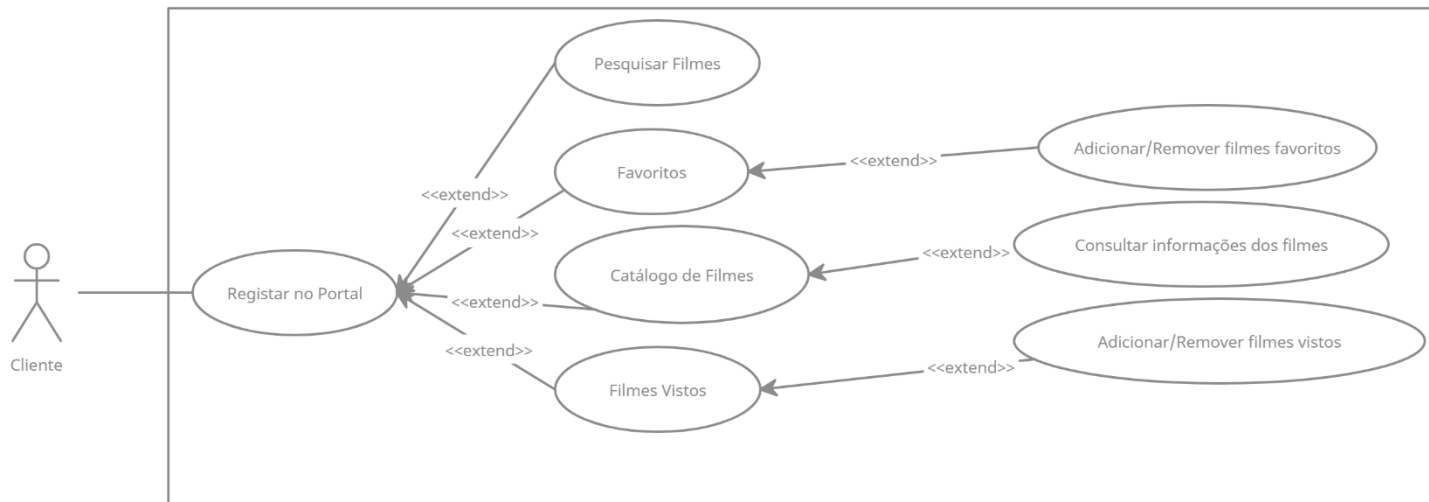 Pesquisar Filmes
Adicionar/Remover filmes favoritos
<<extend>>
Favoritos
<<extend>>
<<extend>>
Consultar informações dos filmes
<<extend>>
Catálogo de Filmes
Registar no Portal
<<extend>>
Adicionar/Remover filmes vistos
<<extend>>
Cliente
<<extend>>
Filmes Vistos